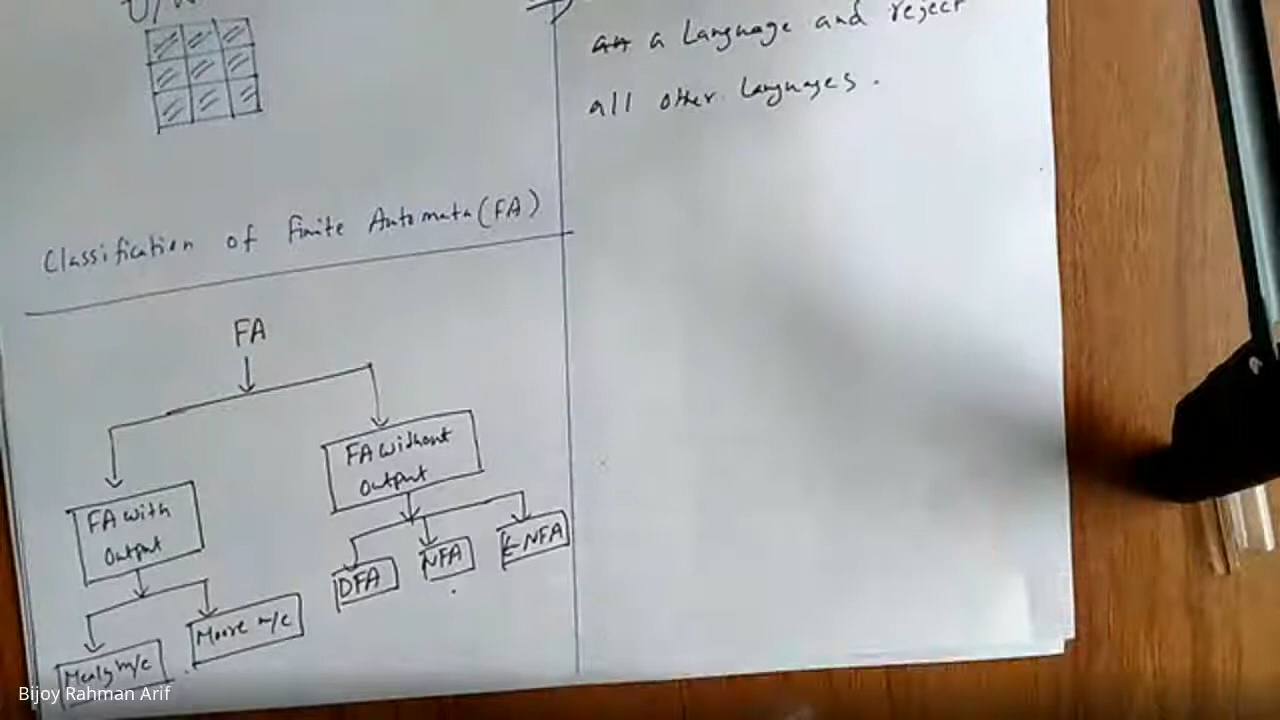 an a Language and reject
all other languages.
Classification of Finite Automata (FA)
FA
FA without
Output
FA with
Output
DFA
NFA
E-NFA
Mealy m/c
Moore m/c
Bijoy Rahman Arif